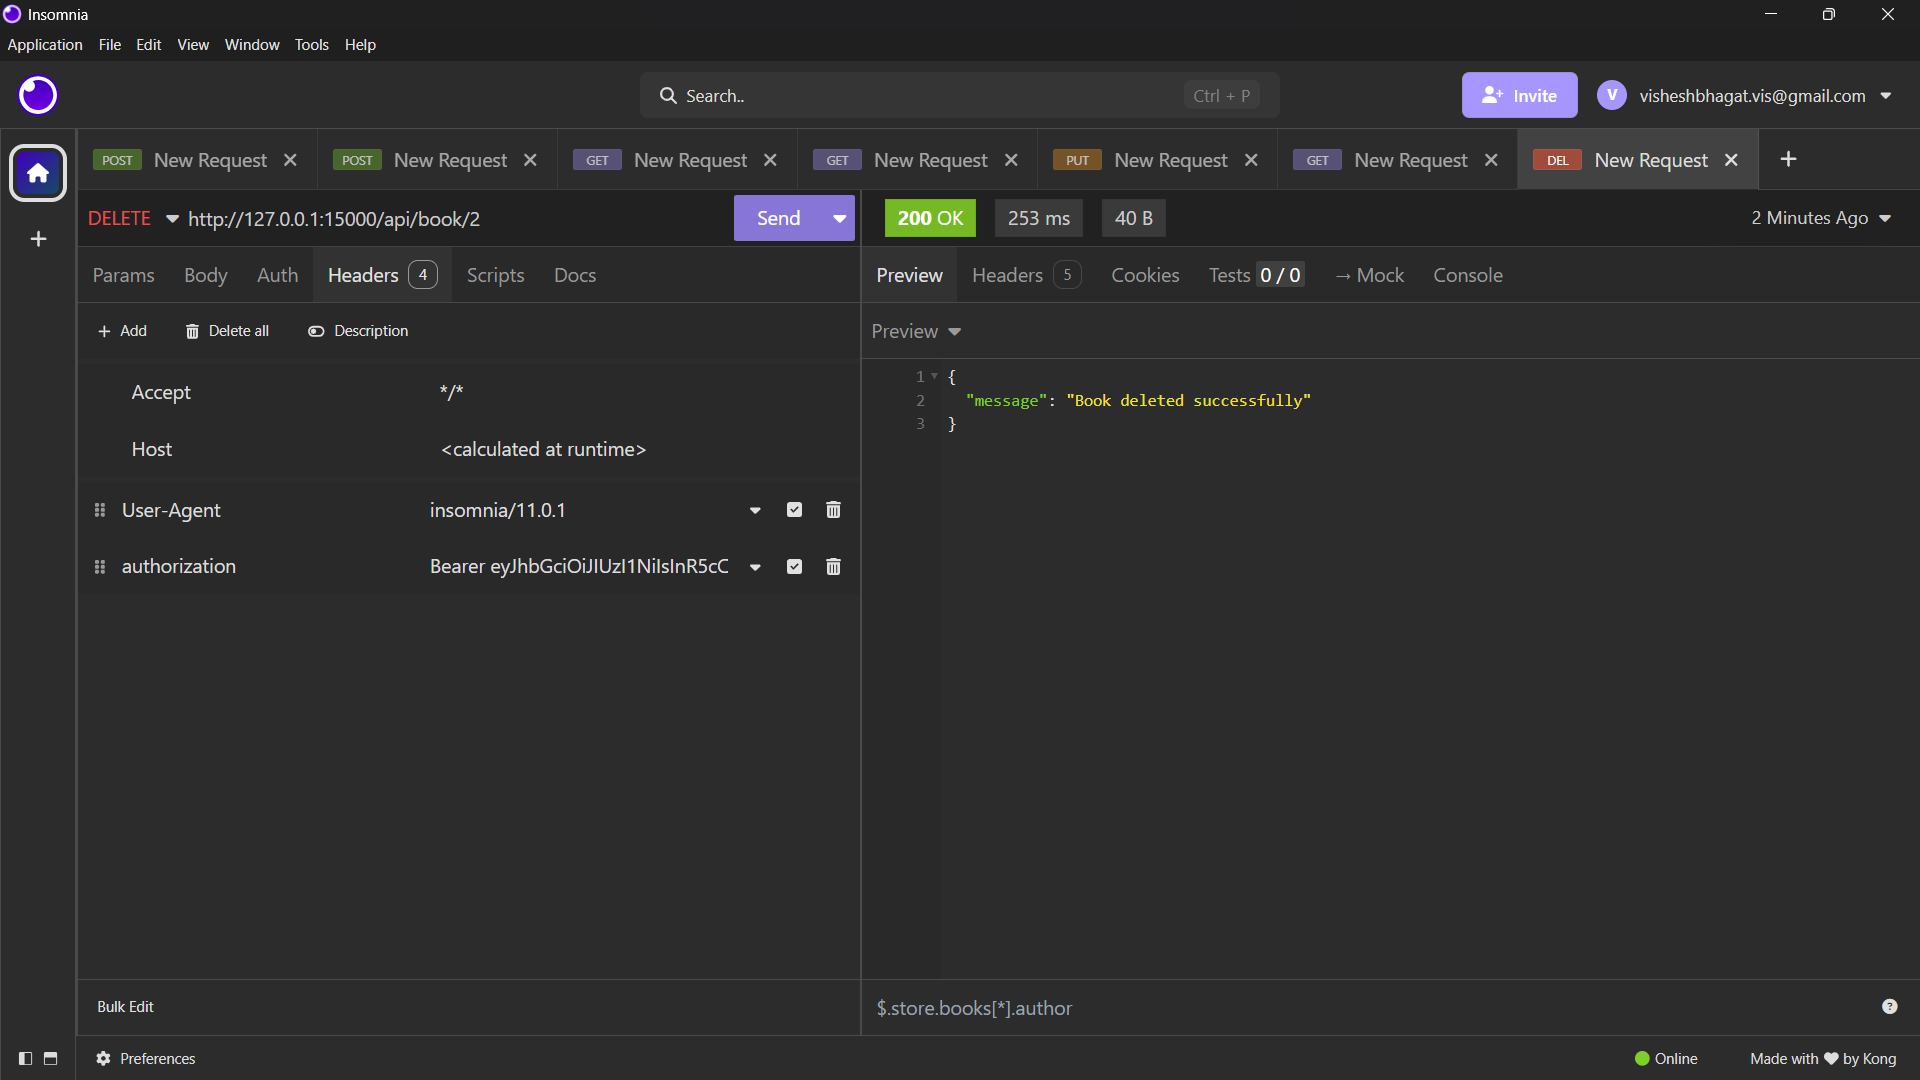 Insomnia
Application File Edit View Window Tools Help
Search.. Ctrl + P Invite V visheshbhagat.vis@gmail.com
POST New Request POST New Request GET New Request GET New Request PUT New Request GET New Request DEL New Request
DELETE http://127.0.0.1:15000/api/book/2 Send 200 OK 253 ms 40 B 2 Minutes Ago
Params Body Auth Headers 4 Scripts Docs Preview Headers 5 Cookies Tests 0 / 0 → Mock Console
+ Add Delete all Description Preview
1 {
2 "message": "Book deleted successfully"
3 }
Accept */*
Host <calculated at runtime>
User-Agent insomnia/11.0.1
authorization Bearer eyJhbGciOiJIUzI1NiIsInR5cC
Bulk Edit $.store.books[*].author ?
Preferences Online Made with ❤ by Kong